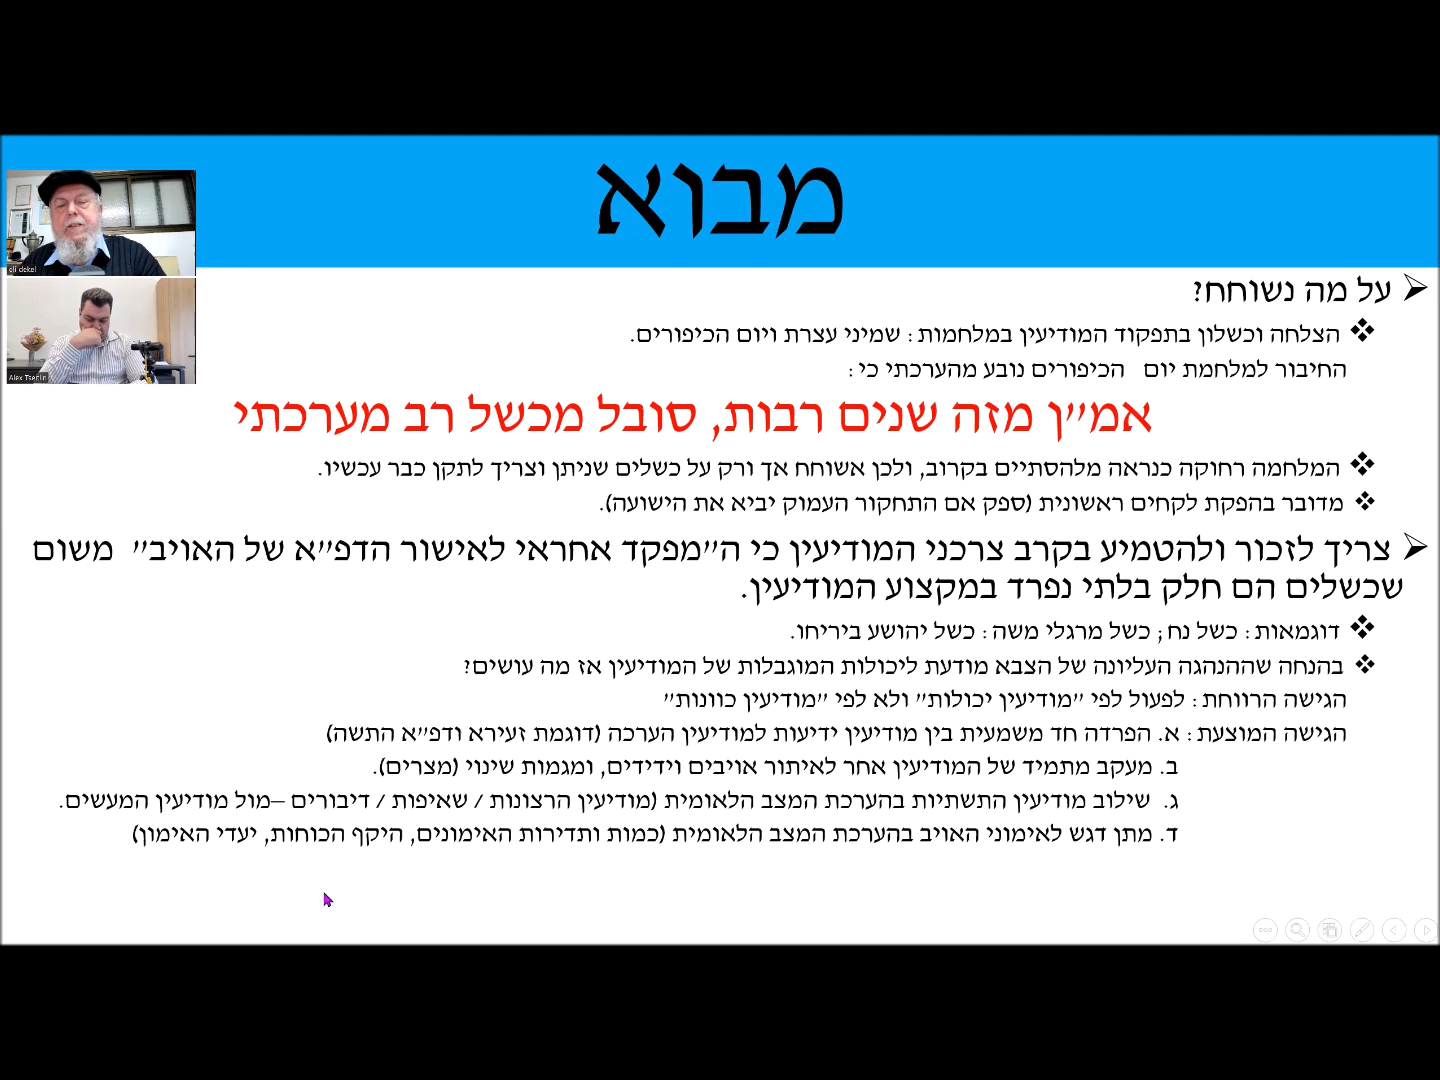 מבוא
eli dekel
Alex Tsertin
על מה נשוחח?
הצלחה וכשלון בתפקוד המודיעין במלחמות: שמיני עצרת ויום הכיפורים.
החיבור למלחמת יום הכיפורים נובע מהערכתי כי:
אמ"ן מזה שנים רבות, סובל מכשל רב מערכתי
המלחמה רחוקה כנראה מלהסתיים בקרוב, ולכן אשוחח אך ורק על כשלים שניתן וצריך לתקן כבר עכשיו.
מדובר בהפקת לקחים ראשונית (ספק אם התחקור העמוק יביא את הישועה).
צריך לזכור ולהטמיע בקרב צרכני המודיעין כי ה"מפקד אחראי לאישור הדפ"א של האויב" משום
שכשלים הם חלק בלתי נפרד במקצוע המודיעין.
דוגמאות: כשל נח; כשל מרגלי משה: כשל יהושע ביריחו.
בהנחה שההנהגה העליונה של הצבא מודעת ליכולות המוגבלות של המודיעין אז מה עושים?
הגישה הרווחת: לפעול לפי "מודיעין יכולות" ולא לפי "מודיעין כוונות"
הגישה המוצעת: א. הפרדה חד משמעית בין מודיעין ידיעות למודיעין הערכה (דוגמת זעירא ודפ"א התשה)
ב. מעקב מתמיד של המודיעין אחר לאיתור אויבים וידידים, ומגמות שינוי (מצרים).
ג. שילוב מודיעין התשתיות בהערכת המצב הלאומית (מודיעין הרצונות / שאיפות / דיבורים –מול מודיעין המעשים.
ד. מתן דגש לאימוני האויב בהערכת המצב הלאומית (כמות ותדירות האימונים, היקף הכוחות, יעדי האימון)